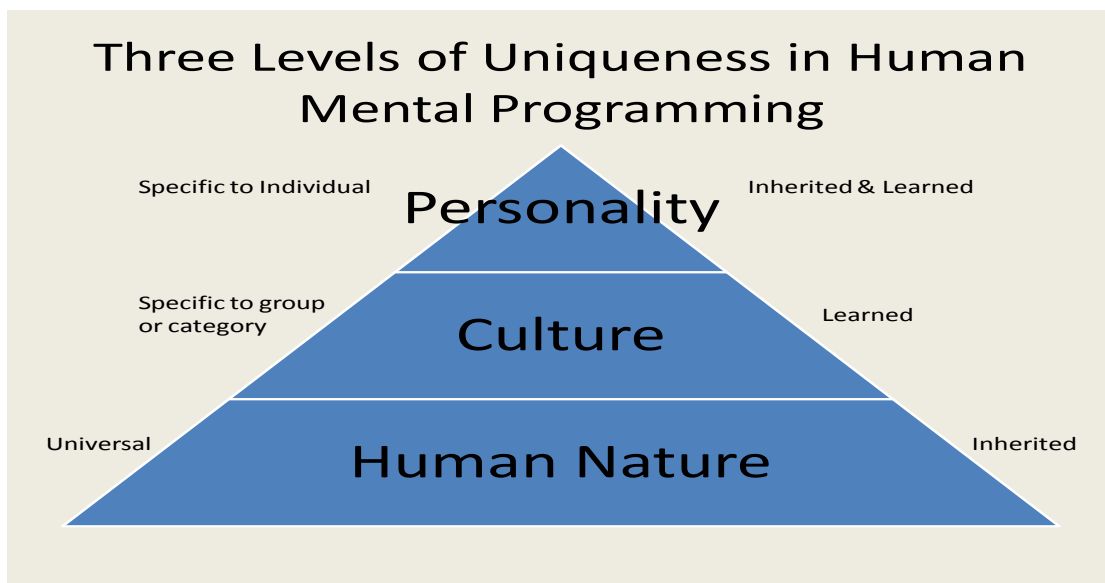 Three Levels of Uniqueness in Human
Mental Programming
Specific to Individual
Personality
Inherited & Learned
Specific to group
or category
Culture
Learned
Universal
Human Nature
Inherited